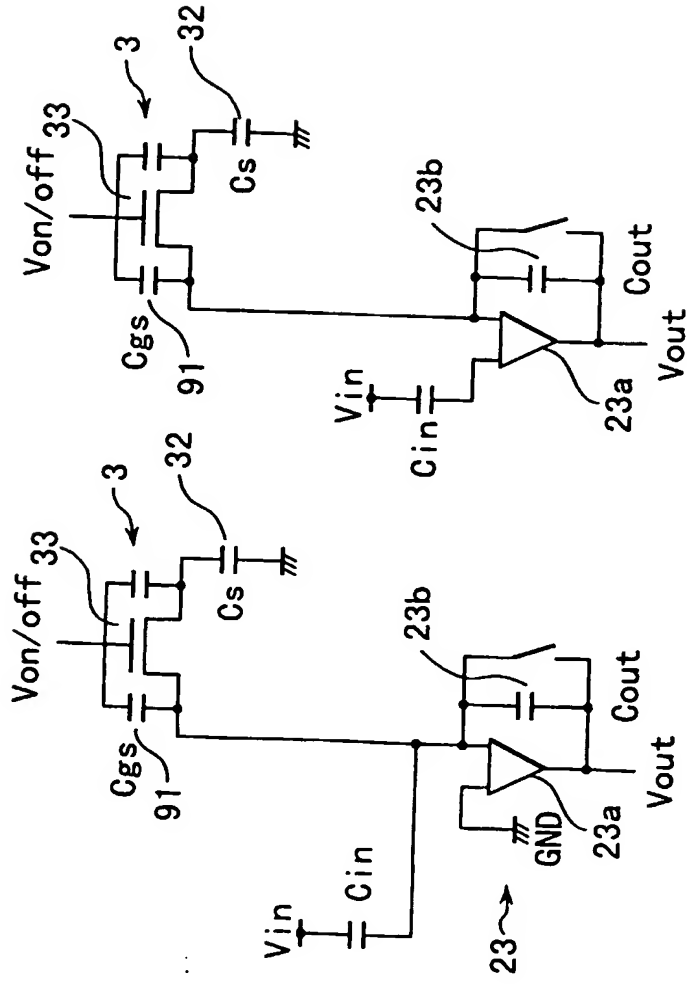 Von/off
33
3
Cgs
91
32
Cs
Vin
Cin
23b
GND
23
23a
Cout
Vout
Von/off
33
3
Cgs
91
32
Cs
Vin
Cin
23b
23a
Cout
Vout